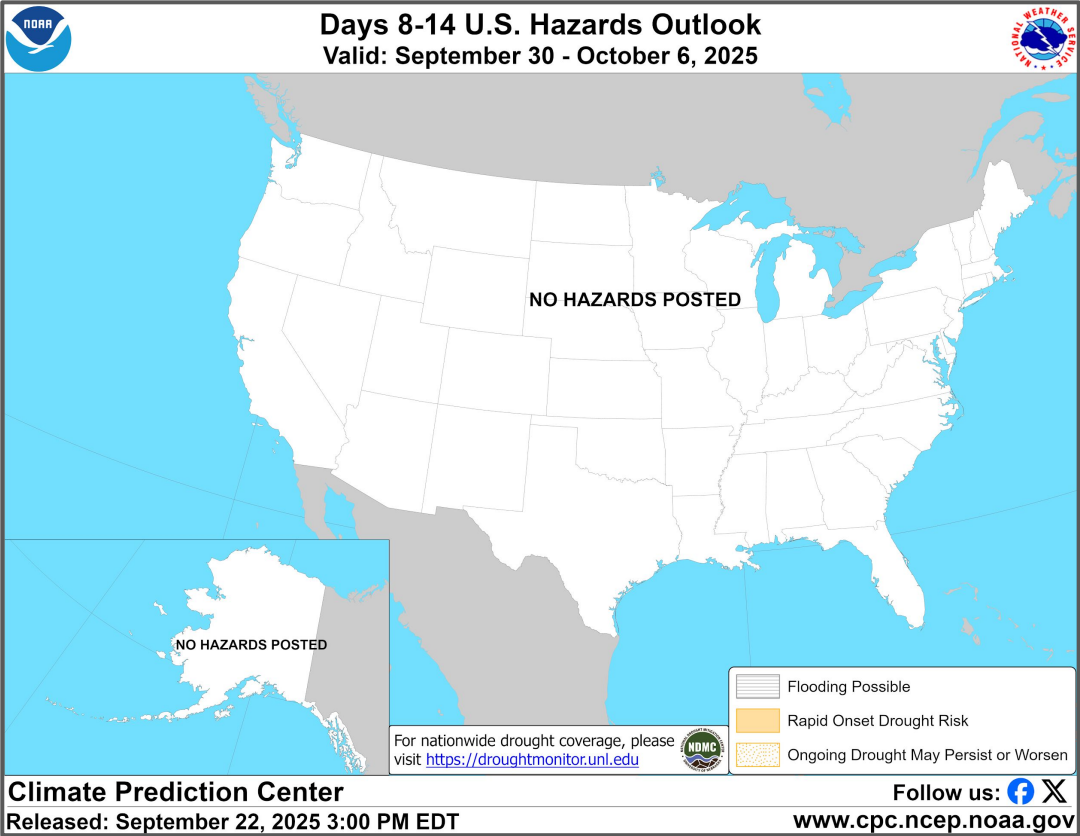 NOAA
Days 8-14 U.S. Hazards Outlook
Valid: September 30 - October 6, 2025
NATIONAL WEATHER SERVICE
NO HAZARDS POSTED
NO HAZARDS POSTED
Flooding Possible
Rapid Onset Drought Risk
Ongoing Drought May Persist or Worsen
For nationwide drought coverage, please
visit https://droughtmonitor.unl.edu
NDMC
Climate Prediction Center
Released: September 22, 2025 3:00 PM EDT
Follow us:
www.cpc.ncep.noaa.gov